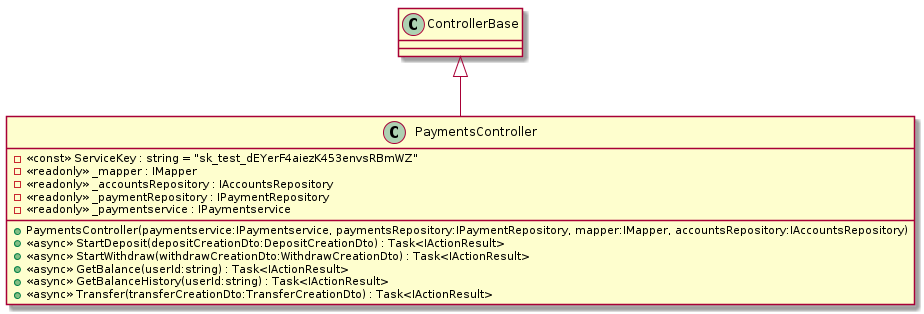 C ControllerBase
C PaymentsController
«const» ServiceKey : string = "sk_test_dEYerF4aiezK453envsRBmWZ"
«readonly» _mapper : IMapper
«readonly» _accountsRepository : IAccountsRepository
«readonly» _paymentRepository : IPaymentRepository
«readonly» _paymentservice : IPaymentservice
PaymentsController(paymentservice:IPaymentservice, paymentsRepository:IPaymentRepository, mapper:IMapper, accountsRepository:IAccountsRepository)
«async» StartDeposit(depositCreationDto:DepositCreationDto) : Task<IActionResult>
«async» StartWithdraw(withdrawCreationDto:WithdrawCreationDto) : Task<IActionResult>
«async» GetBalance(userId:string) : Task<IActionResult>
«async» GetBalanceHistory(userId:string) : Task<IActionResult>
«async» Transfer(transferCreationDto:TransferCreationDto) : Task<IActionResult>